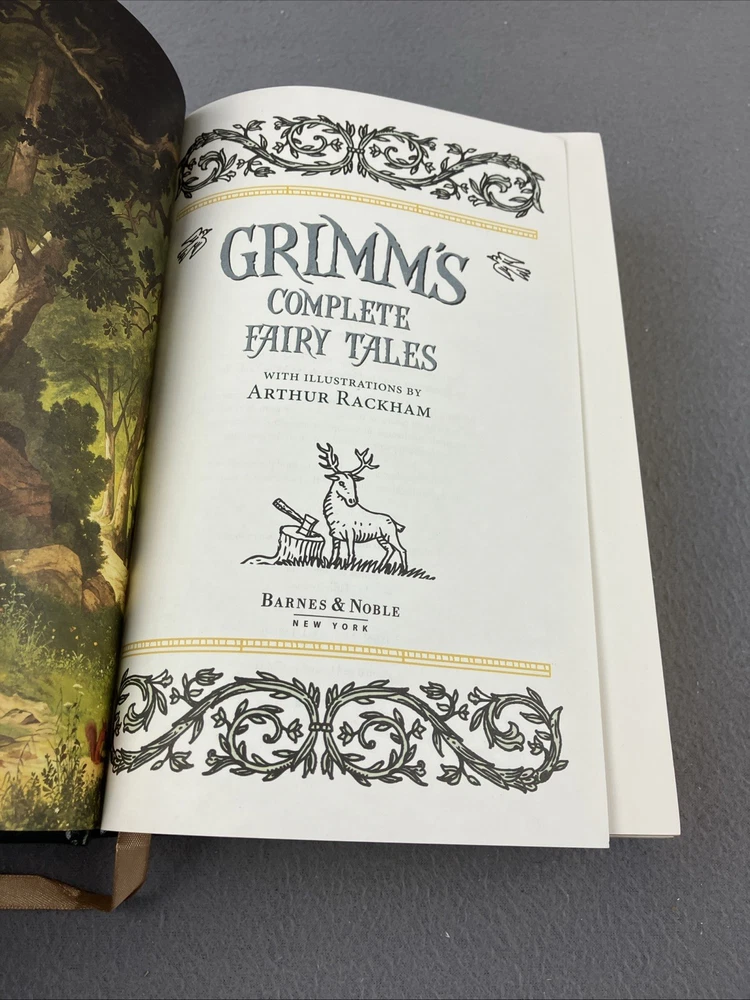 GRIMM'S
COMPLETE
FAIRY TALES
WITH ILLUSTRATIONS BY
ARTHUR RACKHAM
BARNES & NOBLE
NEW YORK